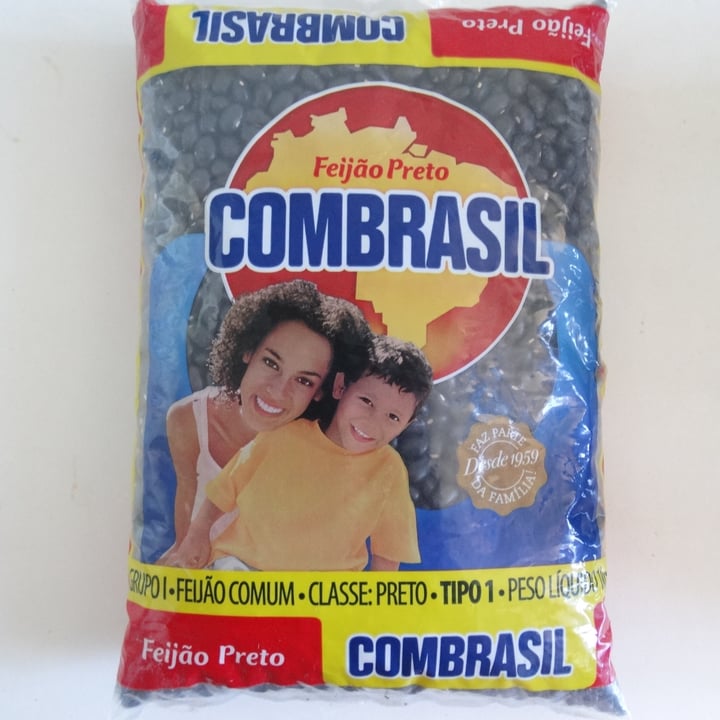 COMBRASIL
Feijão Preto
Feijão Preto
COMBRASIL
FAZ PARTE
Desde 1959
DA FAMÍLIA!
GRUPO I • FEIJÃO COMUM • CLASSE: PRETO • TIPO 1 • PESO LÍQUIDO
Feijão Preto
COMBRASIL